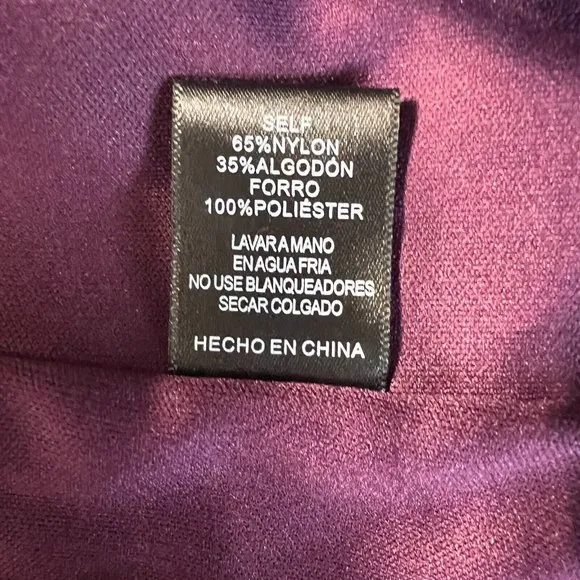 SELF
65%NYLON
35%ALGODÓN
FORRO
100%POLIÉSTER
LAVAR A MANO
EN AGUA FRIA
NO USE BLANQUEADORES
SECAR COLGADO
HECHO EN CHINA